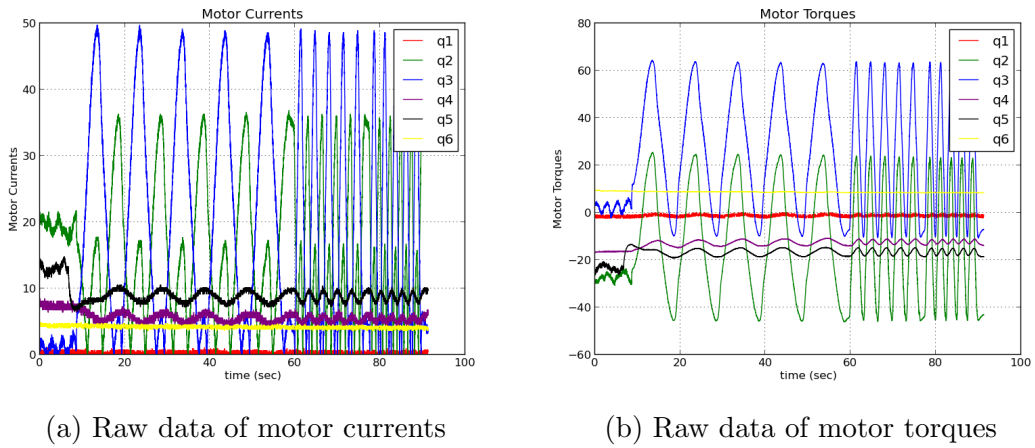 Motor Currents
50
40
30
20
10
0
Motor Currents
0
20
40
60
80
100
time (sec)
q1
q2
q3
q4
q5
q6
(a) Raw data of motor currents
Motor Torques
80
60
40
20
0
−20
−40
−60
Motor Torques
0
20
40
60
80
100
time (sec)
q1
q2
q3
q4
q5
q6
(b) Raw data of motor torques